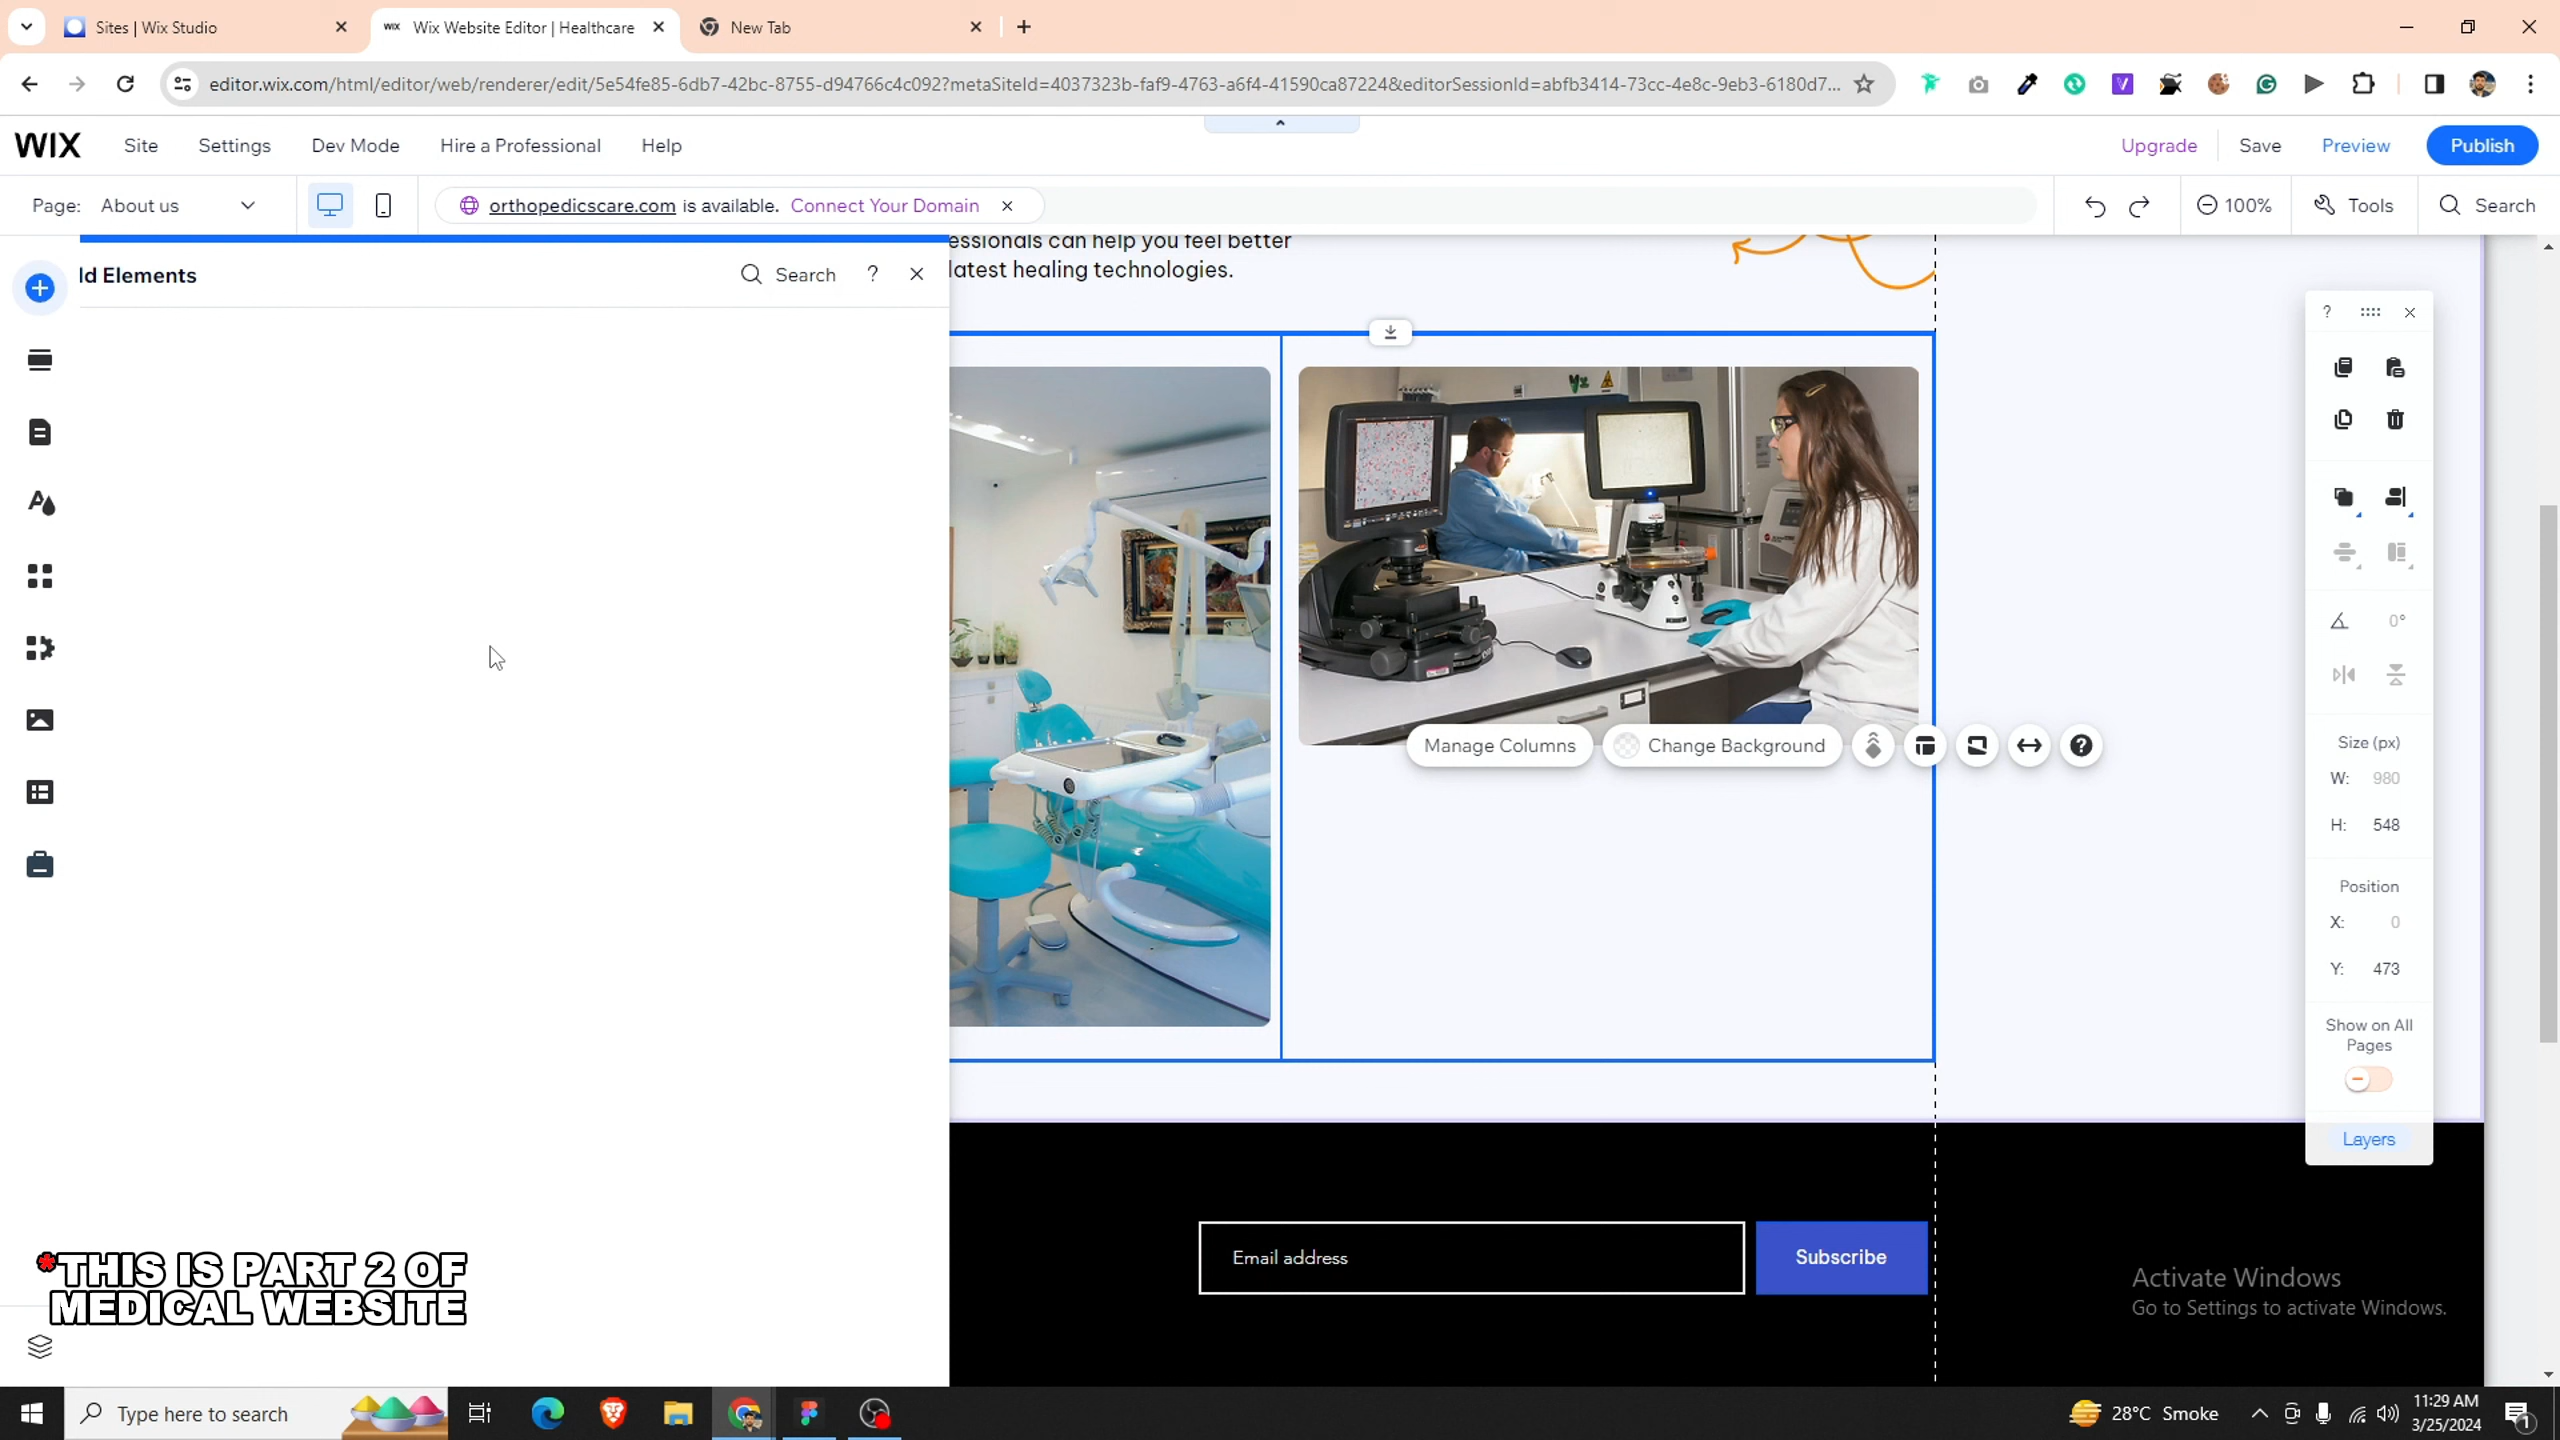 Sites | Wix Studio
WIX Wix Website Editor | Healthcare
New Tab
editor.wix.com/html/editor/web/renderer/edit/5e54fe85-6db7-42bc-8755-d94766c4c092?metaSiteId=4037323b-faf9-4763-a6f4-41590ca87224&editorSessionId=abfb3414-73cc-4e8c-9eb3-6180d7...
WIX Site Settings Dev Mode Hire a Professional Help Upgrade Save Preview Publish
Page: About us orthopedicscare.com is available. Connect Your Domain 100% Tools Search
ld Elements Search ?
essionals can help you feel better
latest healing technologies.
?
0°
Manage Columns Change Background
Size (px)
W: 980
H: 548
Position
X: 0
Y: 473
Show on All
Pages
Layers
Email address Subscribe
*THIS IS PART 2 OF
MEDICAL WEBSITE
Activate Windows
Go to Settings to activate Windows.
Type here to search
28°C Smoke
11:29 AM
3/25/2024
1